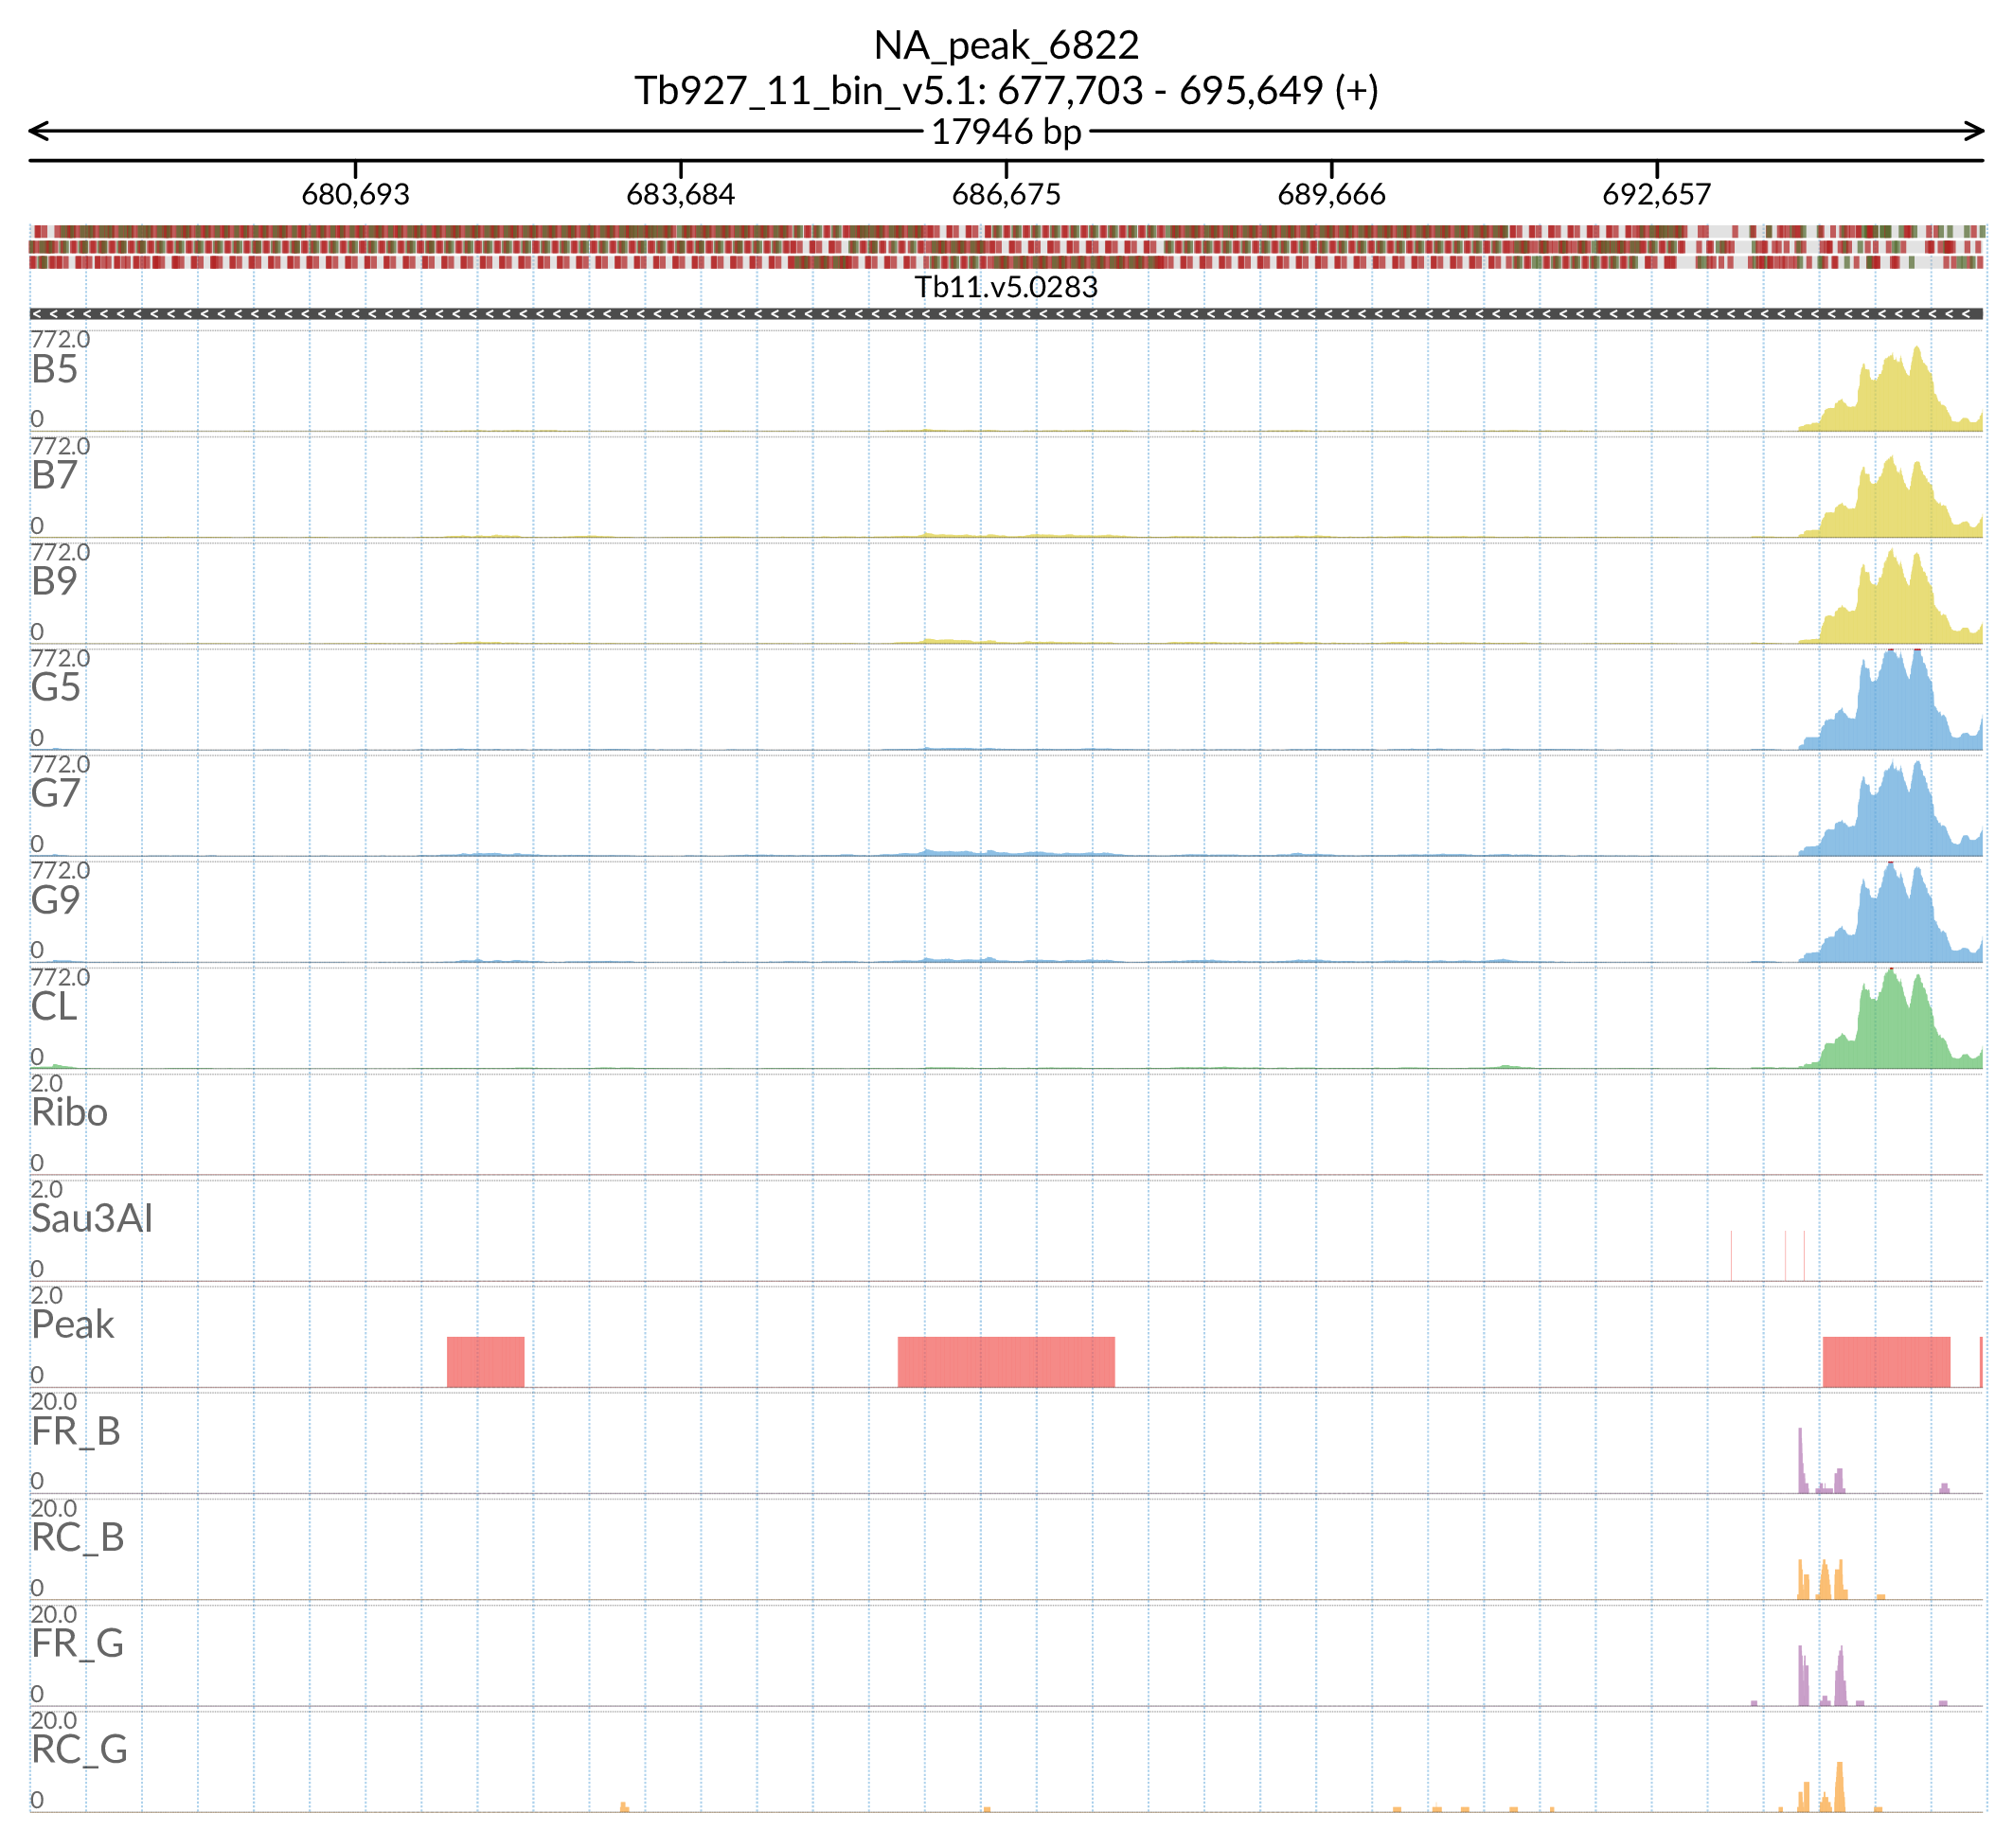 NA_peak_6822
Tb927_11_bin_v5.1: 677,703 - 695,649 (+)
17946 bp
680,693 683,684 686,675 689,666 692,657
Tb11.v5.0283
772.0
B5
0
772.0
B7
0
772.0
B9
0
772.0
G5
0
772.0
G7
0
772.0
G9
0
772.0
CL
0
2.0
Ribo
0
2.0
Sau3AI
0
2.0
Peak
0
20.0
FR_B
0
20.0
RC_B
0
20.0
FR_G
0
20.0
RC_G
0